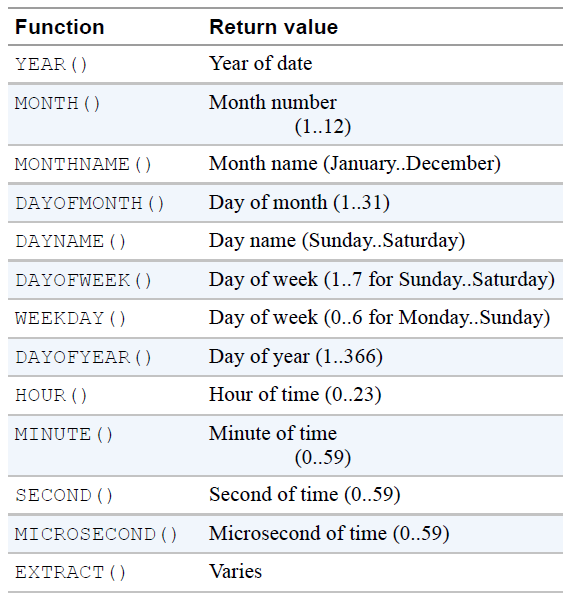 Function Return value
YEAR() Year of date
MONTH() Month number
(1..12)
MONTHNAME() Month name (January..December)
DAYOFMONTH() Day of month (1..31)
DAYNAME() Day name (Sunday..Saturday)
DAYOFWEEK() Day of week (1..7 for Sunday..Saturday)
WEEKDAY() Day of week (0..6 for Monday..Sunday)
DAYOFYEAR() Day of year (1..366)
HOUR() Hour of time (0..23)
MINUTE() Minute of time
(0..59)
SECOND() Second of time (0..59)
MICROSECOND() Microsecond of time (0..59)
EXTRACT() Varies